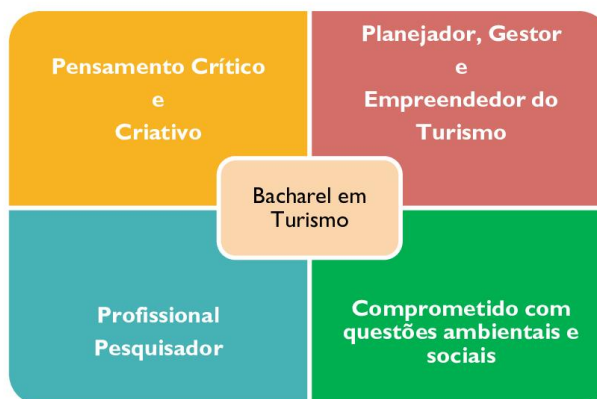 Pensamento Crítico
e
Criativo
Planejador, Gestor
e
Empreendedor do
Turismo
Bacharel em
Turismo
Profissional
Pesquisador
Comprometido com
questões ambientais e
sociais